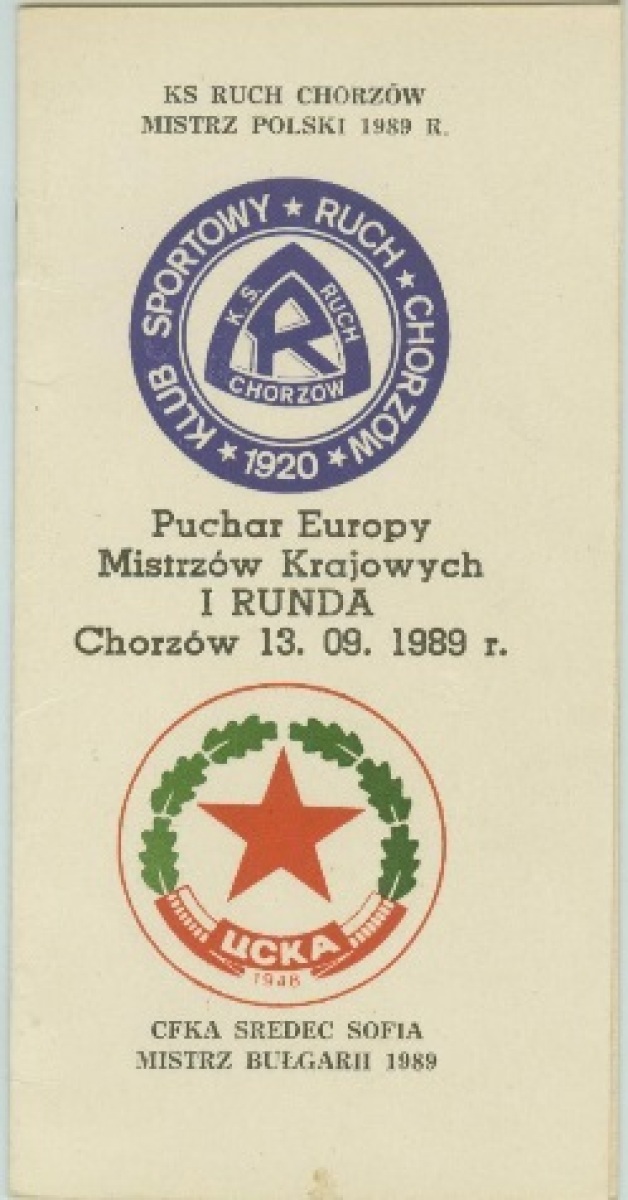 KS RUCH CHORZÓW
MISTRZ POLSKI 1989 R.
KLUB SPORTOWY ★ RUCH ★ CHORZÓW ★ 1920 ★
K. S. RUCH
R
CHORZOW
Puchar Europy
Mistrzów Krajowych
I RUNDA
Chorzów 13. 09. 1989 r.
ЦСКА
1948
CFKA SREDEC SOFIA
MISTRZ BUŁGARII 1989